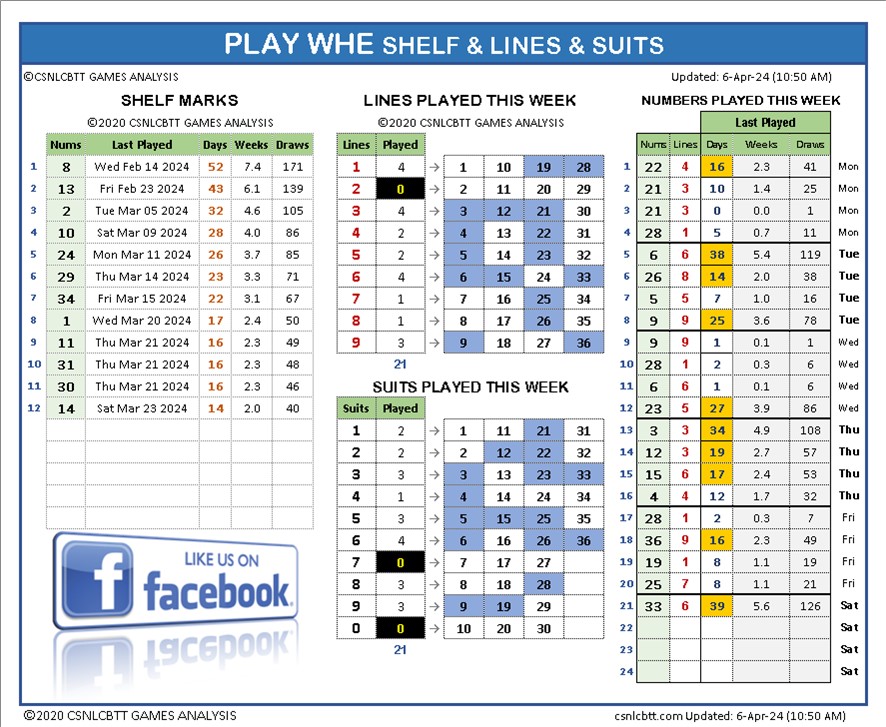 PLAY WHE SHELF & LINES & SUITS
©CSNLCBTT GAMES ANALYSIS
Updated: 6-Apr-24 (10:50 AM)
SHELF MARKS
©2020 CSNLCBTT GAMES ANALYSIS
Nums Last Played Days Weeks Draws
1 8 Wed Feb 14 2024 52 7.4 171
2 13 Fri Feb 23 2024 43 6.1 139
3 2 Tue Mar 05 2024 32 4.6 105
4 10 Sat Mar 09 2024 28 4.0 86
5 24 Mon Mar 11 2024 26 3.7 85
6 29 Thu Mar 14 2024 23 3.3 71
7 34 Fri Mar 15 2024 22 3.1 67
8 1 Wed Mar 20 2024 17 2.4 50
9 11 Thu Mar 21 2024 16 2.3 49
10 31 Thu Mar 21 2024 16 2.3 48
11 30 Thu Mar 21 2024 16 2.3 46
12 14 Sat Mar 23 2024 14 2.0 40
LIKE US ON
f facebook.
LINES PLAYED THIS WEEK
©2020 CSNLCBTT GAMES ANALYSIS
Lines Played
1 4 → 1 10 19 28
2 0 → 2 11 20 29
3 4 → 3 12 21 30
4 2 → 4 13 22 31
5 2 → 5 14 23 32
6 4 → 6 15 24 33
7 1 → 7 16 25 34
8 1 → 8 17 26 35
9 3 → 9 18 27 36
21
SUITS PLAYED THIS WEEK
Suits Played
1 2 → 1 11 21 31
2 2 → 2 12 22 32
3 3 → 3 13 23 33
4 1 → 4 14 24 34
5 3 → 5 15 25 35
6 4 → 6 16 26 36
7 0 → 7 17 27
8 3 → 8 18 28
9 3 → 9 19 29
0 0 → 10 20 30
21
NUMBERS PLAYED THIS WEEK
Last Played
Nums Lines Days Weeks Draws
1 22 4 16 2.3 41 Mon
2 21 3 10 1.4 25 Mon
3 21 3 0 0.0 1 Mon
4 28 1 5 0.7 11 Mon
5 6 6 38 5.4 119 Tue
6 26 8 14 2.0 38 Tue
7 5 5 7 1.0 16 Tue
8 9 9 25 3.6 78 Tue
9 9 9 1 0.1 1 Wed
10 28 1 2 0.3 6 Wed
11 6 6 1 0.1 6 Wed
12 23 5 27 3.9 86 Wed
13 3 3 34 4.9 108 Thu
14 12 3 19 2.7 57 Thu
15 15 6 17 2.4 53 Thu
16 4 4 12 1.7 32 Thu
17 28 1 2 0.3 7 Fri
18 36 9 16 2.3 49 Fri
19 19 1 8 1.1 19 Fri
20 25 7 8 1.1 21 Fri
21 33 6 39 5.6 126 Sat
22 Sat
23 Sat
24 Sat
©2020 CSNLCBTT GAMES ANALYSIS
csnlcbtt.com Updated: 6-Apr-24 (10:50 AM)